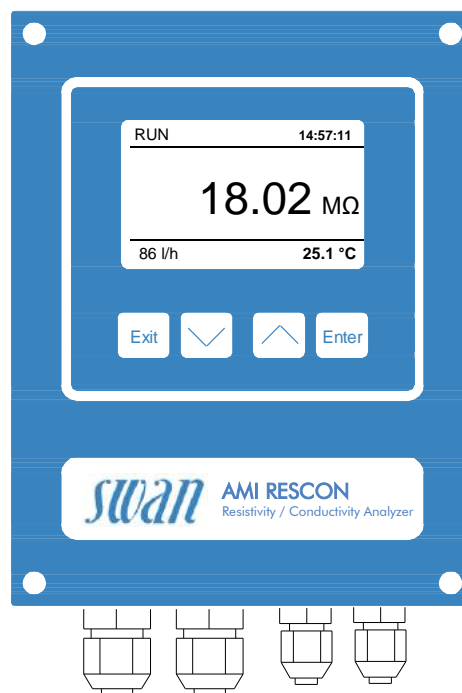 RUN 14:57:11
18.02 MΩ
86 l/h 25.1 °C
Exit Enter
swan AMI RESCON
Resistivity / Conductivity Analyzer